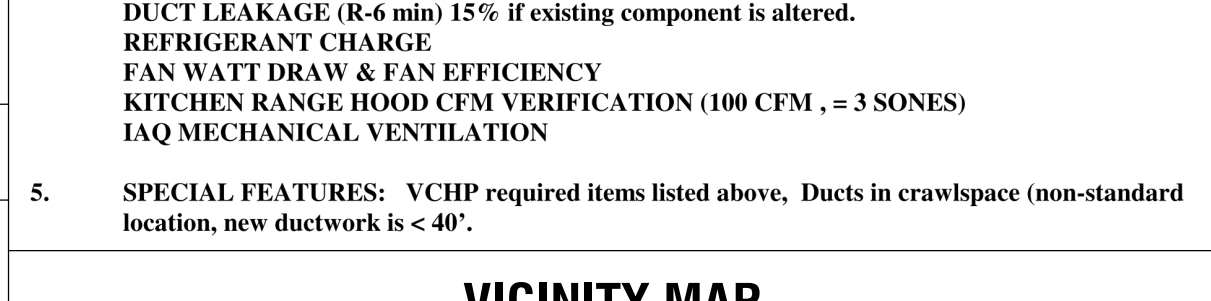 DUCT LEAKAGE (R-6 min) 15% if existing component is altered.
REFRIGERANT CHARGE
FAN WATT DRAW & FAN EFFICIENCY
KITCHEN RANGE HOOD CFM VERIFICATION (100 CFM , = 3 SONES)
IAQ MECHANICAL VENTILATION
5. SPECIAL FEATURES: VCHP required items listed above, Ducts in crawlspace (non-standard
location, new ductwork is < 40’.
VICINITY MAP